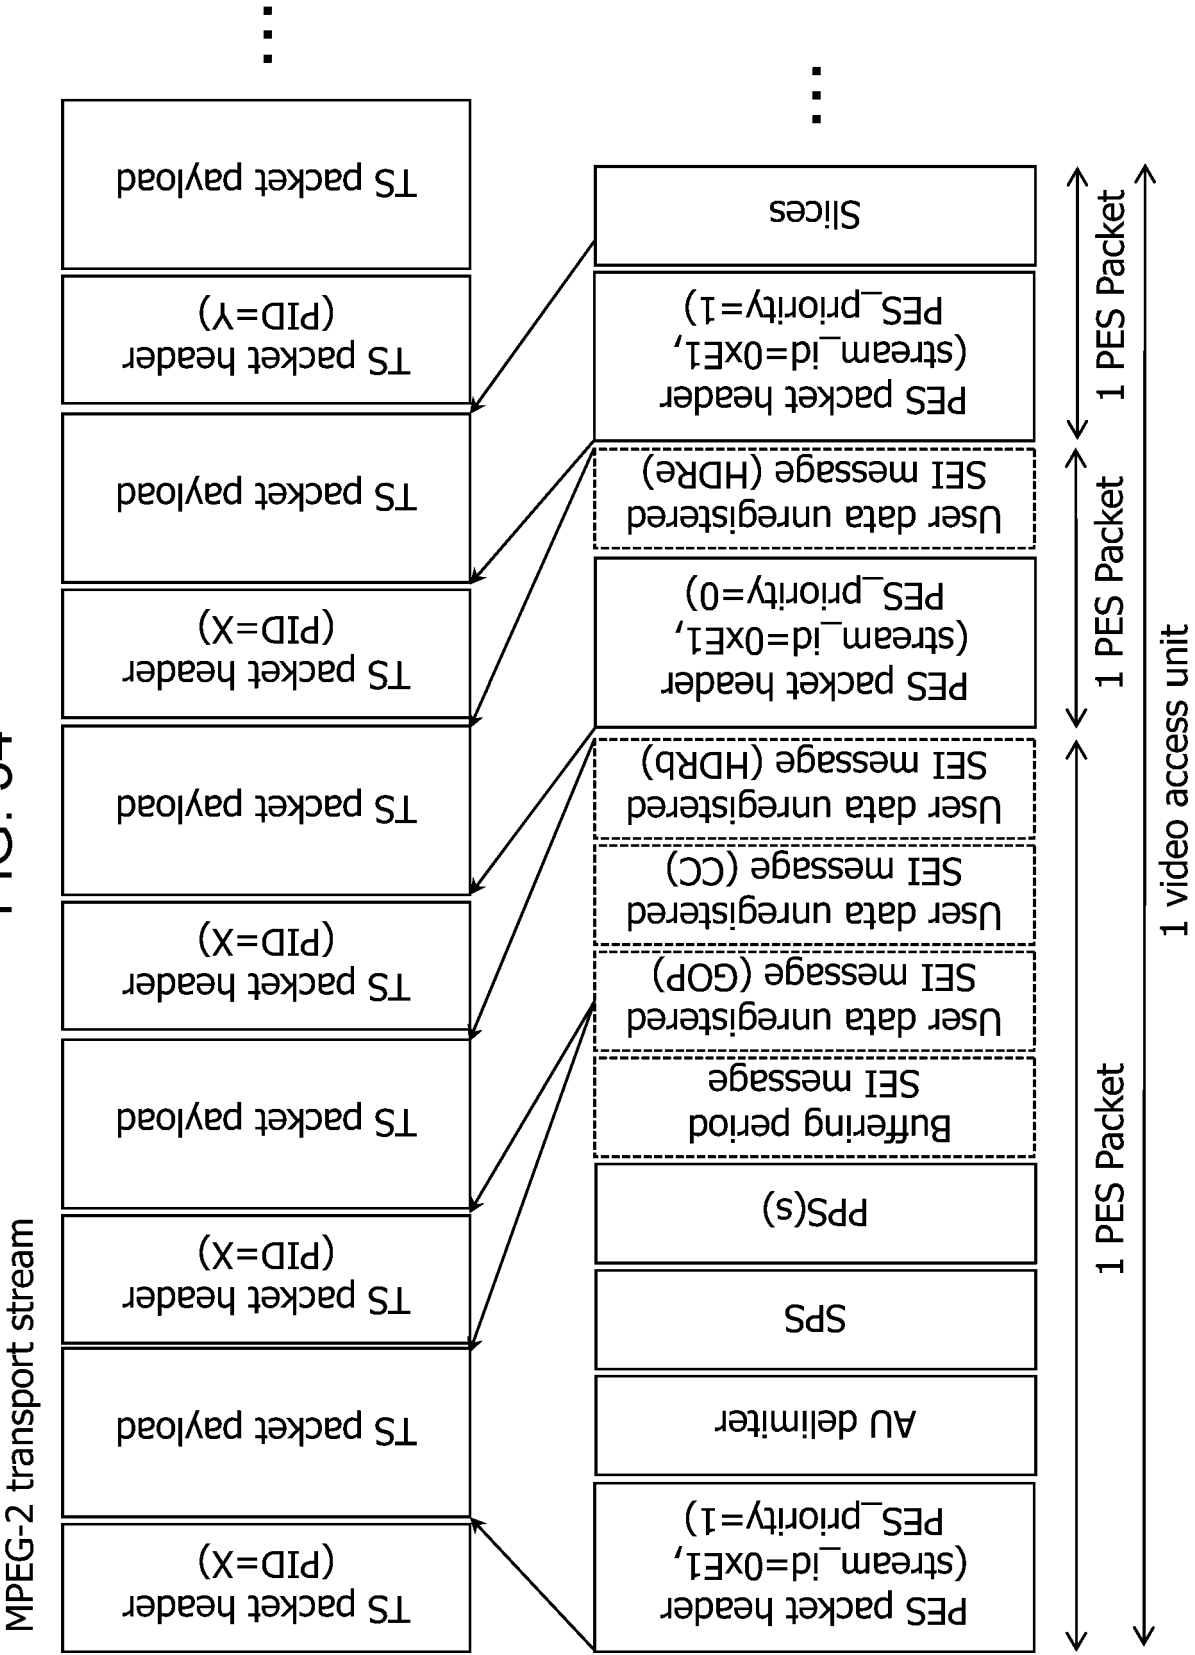 MPEG-2 transport stream
TS packet header
(PID=X)
TS packet payload
TS packet header
(PID=X)
TS packet payload
TS packet header
(PID=X)
TS packet payload
TS packet header
(PID=X)
TS packet payload
TS packet header
(PID=Y)
TS packet payload
...
PES packet header
(stream_id=0xE1,
PES_priority=1)
AU delimiter
SPS
PPS(s)
Buffering period
SEI message
User data unregistered
SEI message (GOP)
User data unregistered
SEI message (CC)
User data unregistered
SEI message (HDRb)
PES packet header
(stream_id=0xE1,
PES_priority=0)
User data unregistered
SEI message (HDRe)
PES packet header
(stream_id=0xE1,
PES_priority=1)
Slices
...
1 PES Packet
1 PES Packet
1 PES Packet
1 video access unit